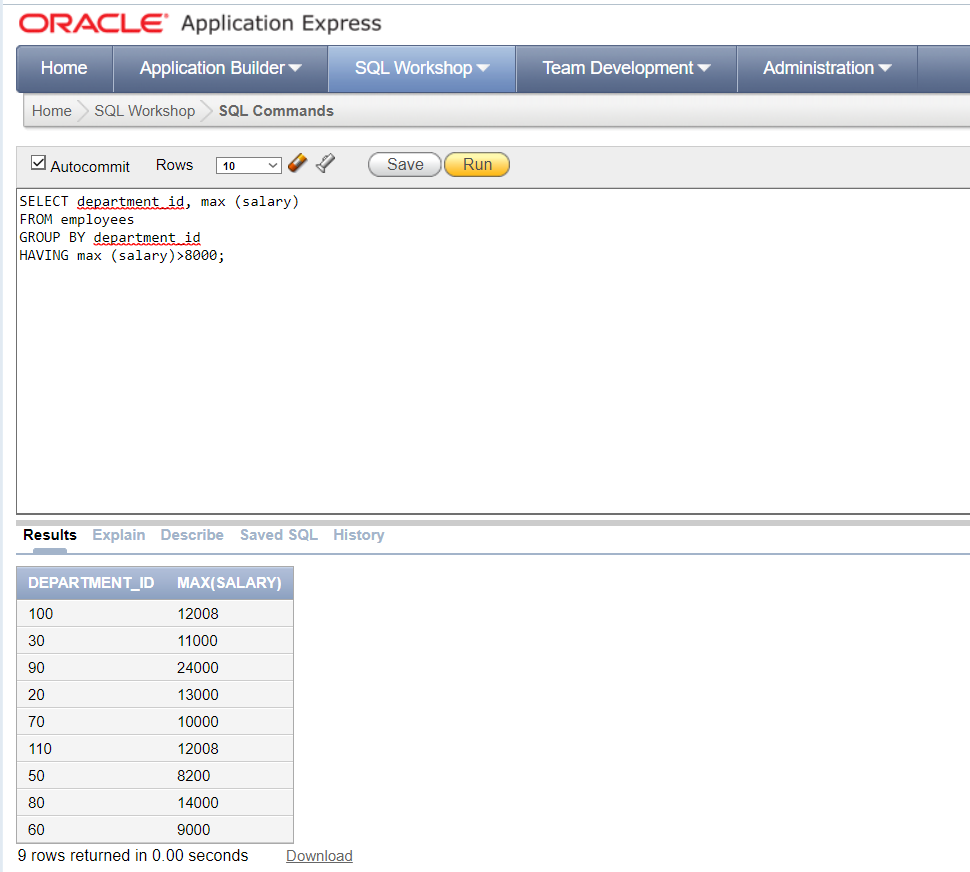 ORACLE Application Express
Home Application Builder SQL Workshop Team Development Administration
Home SQL Workshop SQL Commands
Autocommit Rows 10 Save Run
SELECT department_id, max (salary)
FROM employees
GROUP BY department_id
HAVING max (salary)>8000;
Results Explain Describe Saved SQL History
DEPARTMENT_ID MAX(SALARY)
100 12008
30 11000
90 24000
20 13000
70 10000
110 12008
50 8200
80 14000
60 9000
9 rows returned in 0.00 seconds Download